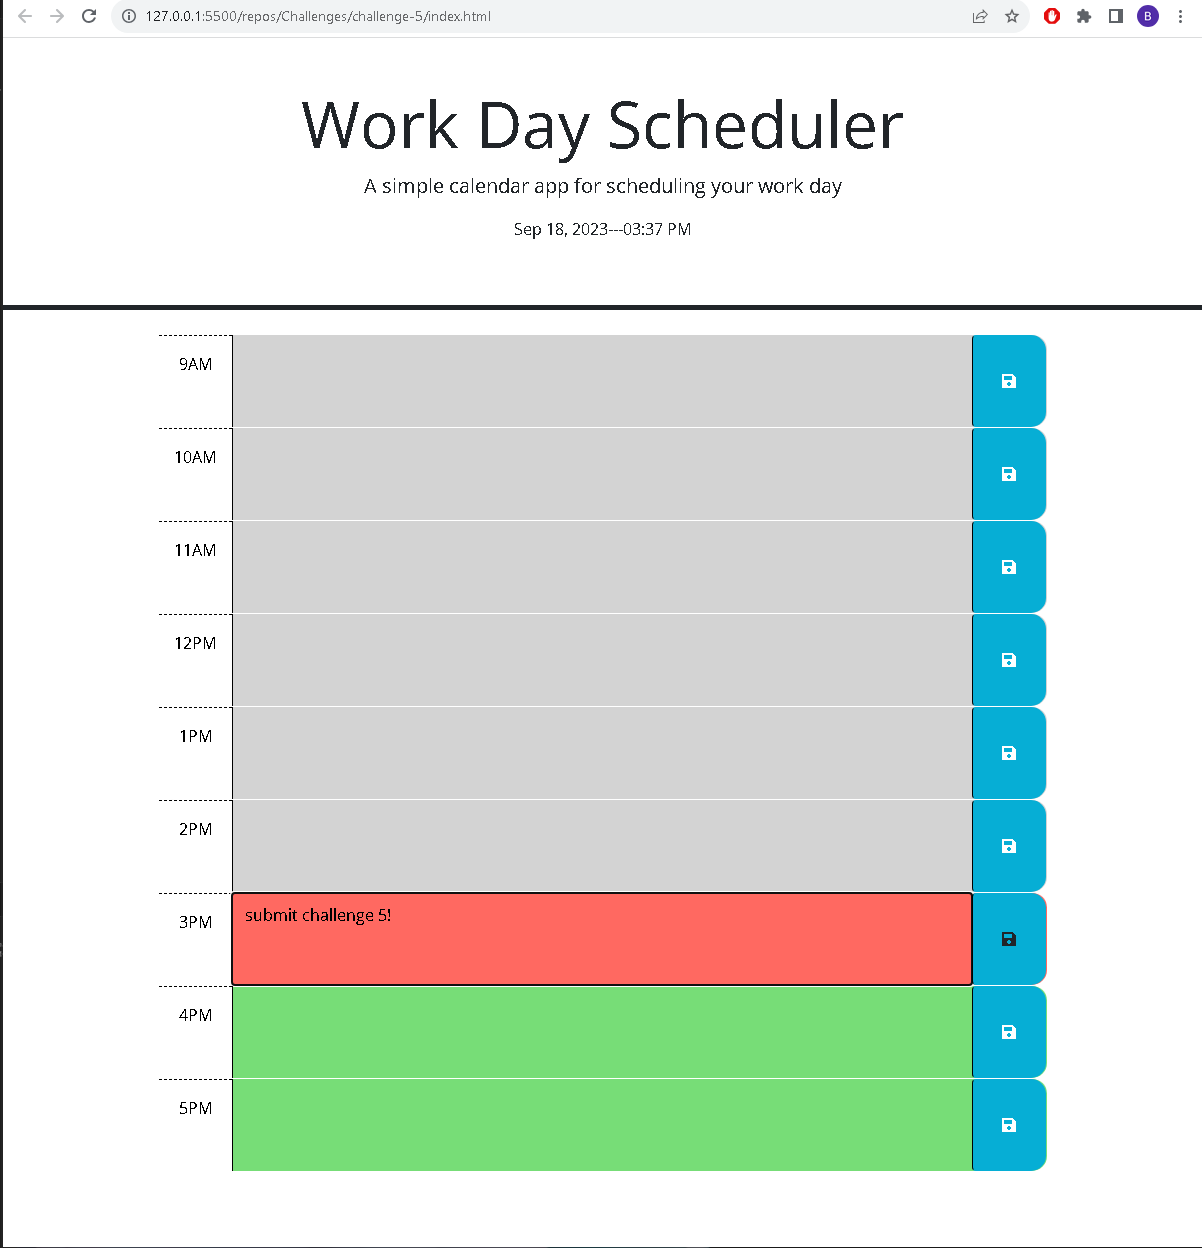 127.0.0.1:5500/repos/Challenges/challenge-5/index.html
B
Work Day Scheduler
A simple calendar app for scheduling your work day
Sep 18, 2023---03:37 PM
9AM
10AM
11AM
12PM
1PM
2PM
3PM submit challenge 5!
4PM
5PM